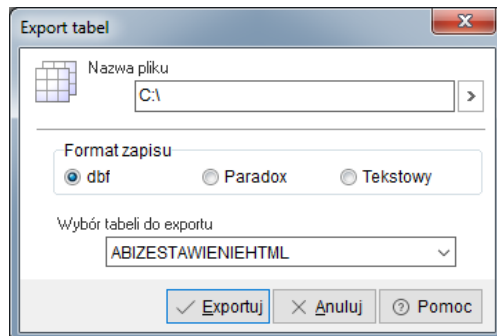 Export tabel
Nazwa pliku
C:\
Format zapisu
dbf Paradox Tekstowy
Wybór tabeli do exportu
ABIZESTAWIENIEHTML
Exportuj Anuluj Pomoc